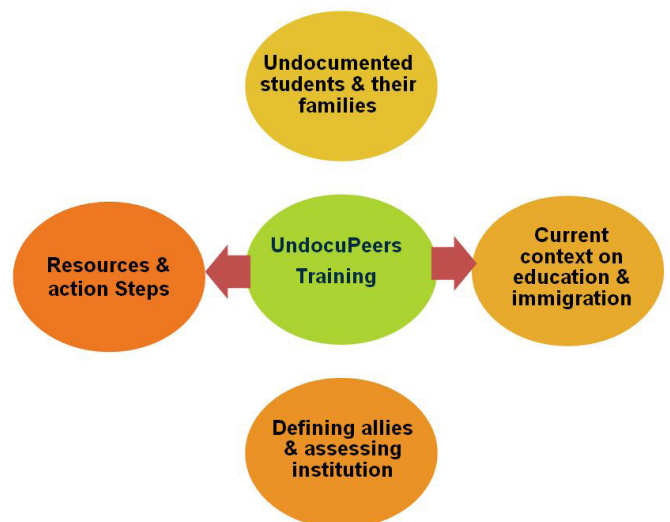 Undocumented
students & their
families
Resources &
action Steps
UndocuPeers
Training
Current
context on
education &
immigration
Defining allies
& assessing
institution